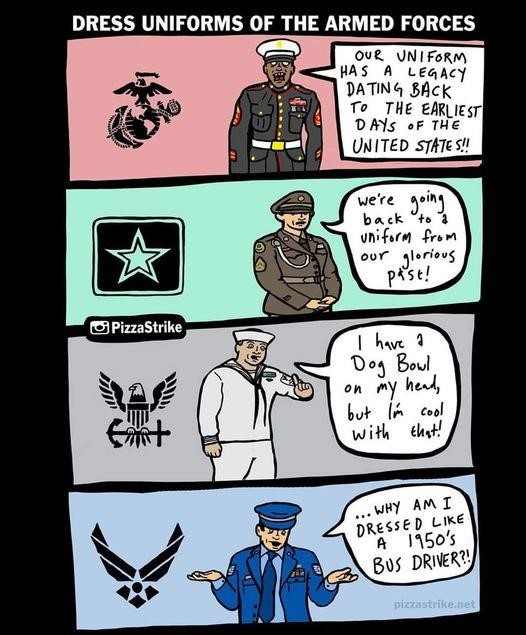 DRESS UNIFORMS OF THE ARMED FORCES
OUR UNIFORM
HAS A LEGACY
DATING BACK
TO THE EARLIEST
DAYS OF THE
UNITED STATES!!
we're going
back to a
uniform from
our glorious
past!
PizzaStrike
I have a
Dog Bowl
on my head,
but I'm cool
with that!
...WHY AM I
DRESSED LIKE
A 1950's
BUS DRIVER?!
pizzastrike.net